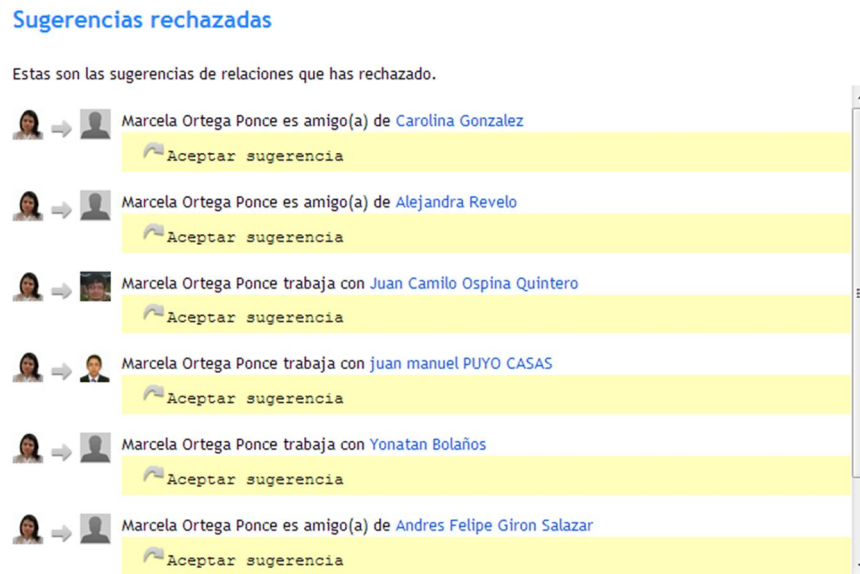 Sugerencias rechazadas
Estas son las sugerencias de relaciones que has rechazado.
Marcela Ortega Ponce es amigo(a) de Carolina Gonzalez
Aceptar sugerencia
Marcela Ortega Ponce es amigo(a) de Alejandra Revelo
Aceptar sugerencia
Marcela Ortega Ponce trabaja con Juan Camilo Ospina Quintero
Aceptar sugerencia
Marcela Ortega Ponce trabaja con juan manuel PUYO CASAS
Aceptar sugerencia
Marcela Ortega Ponce trabaja con Yonatan Bolaños
Aceptar sugerencia
Marcela Ortega Ponce es amigo(a) de Andres Felipe Giron Salazar
Aceptar sugerencia